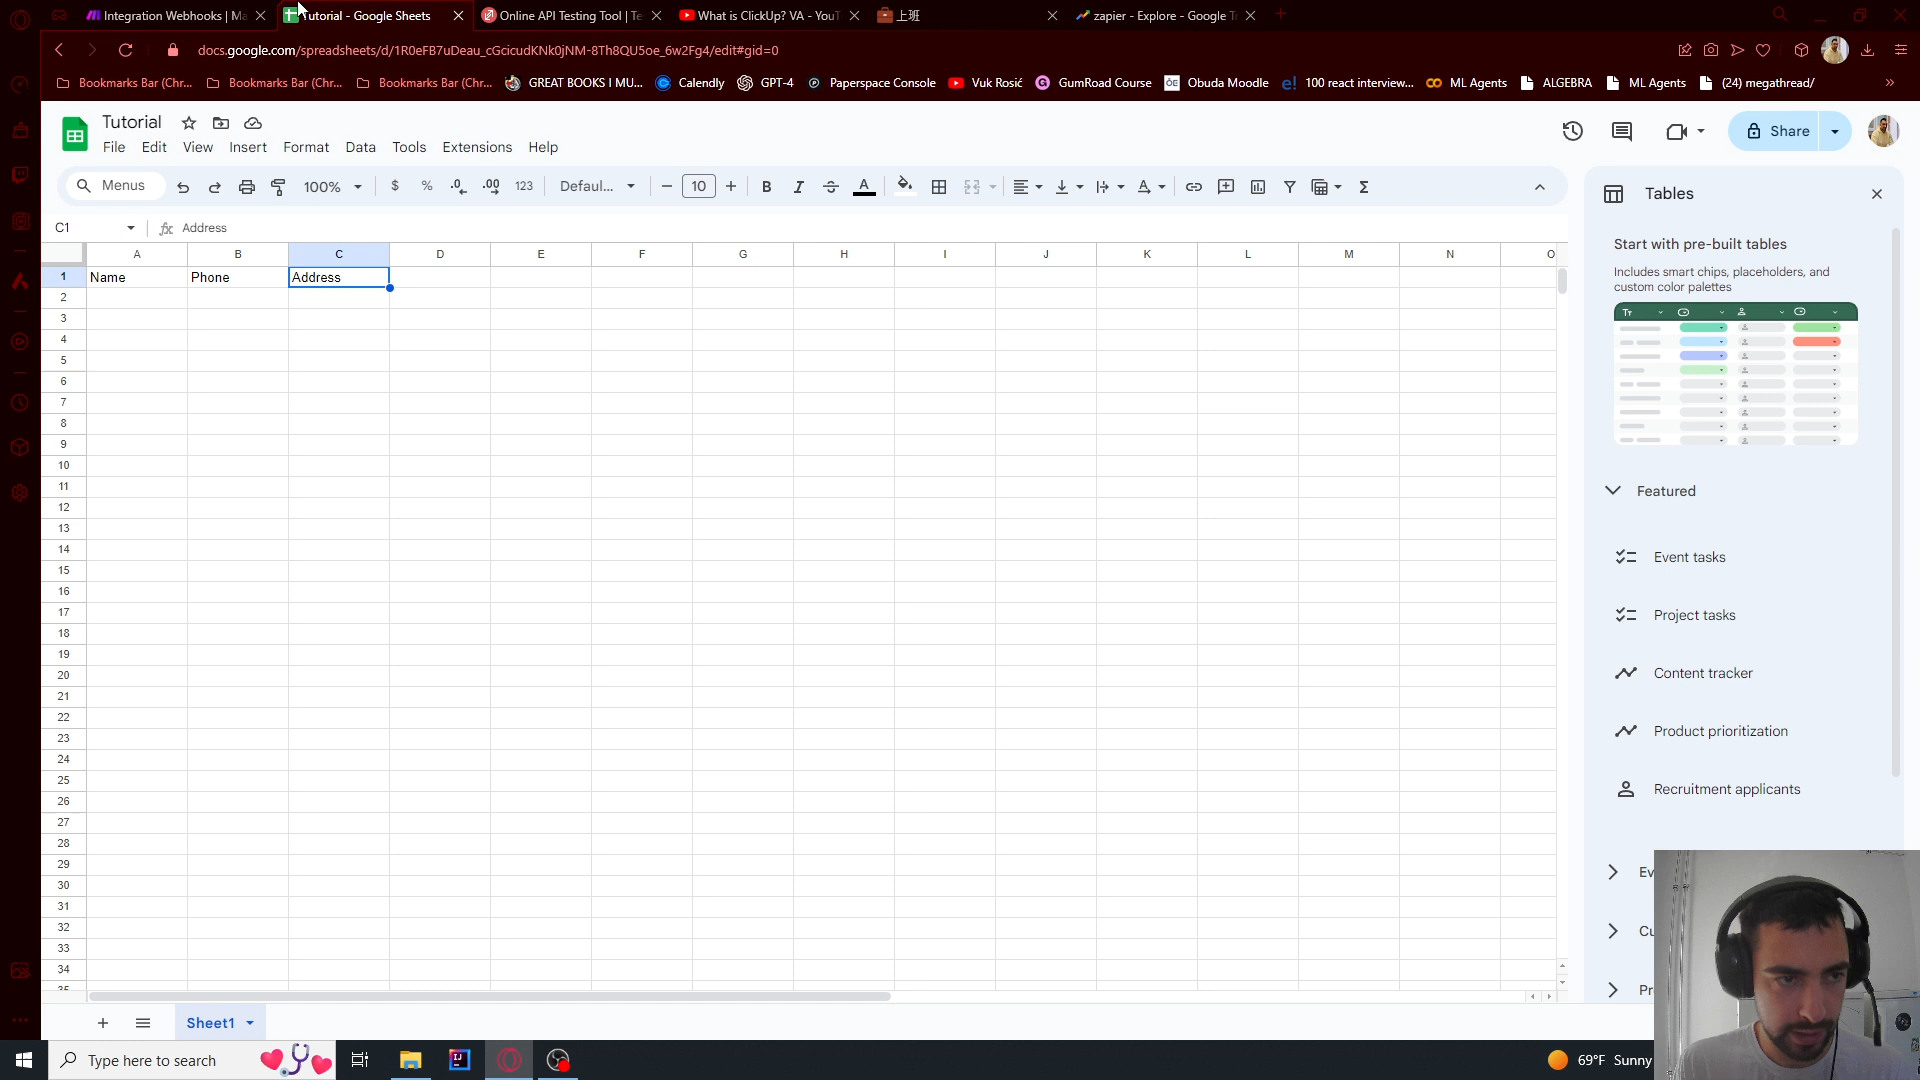 Integration Webhooks | Ma
Tutorial - Google Sheets
Online API Testing Tool | Te
What is ClickUp? VA - YouT
上班
zapier - Explore - Google T
docs.google.com/spreadsheets/d/1R0eFB7uDeau_cGcicudKNk0jNM-8Th8QU5oe_6w2Fg4/edit#gid=0
Bookmarks Bar (Chr...
Bookmarks Bar (Chr...
Bookmarks Bar (Chr...
GREAT BOOKS I MU...
Calendly
GPT-4
Paperspace Console
Vuk Rosić
GumRoad Course
Obuda Moodle
100 react interview...
ML Agents
ALGEBRA
ML Agents
(24) megathread/
Tutorial
File Edit View Insert Format Data Tools Extensions Help
Share
Menus
100%
$ % .0 .00 123
Defaul...
10
B I A
C1
Address
A B C D E F G H I J K L M N O
1 Name Phone Address
2
3
4
5
6
7
8
9
10
11
12
13
14
15
16
17
18
19
20
21
22
23
24
25
26
27
28
29
30
31
32
33
34
35
Tables
Start with pre-built tables
Includes smart chips, placeholders, and
custom color palettes
Tт
Featured
Event tasks
Project tasks
Content tracker
Product prioritization
Recruitment applicants
Ev
Cu
Pr
Sheet1
Type here to search
69°F Sunny